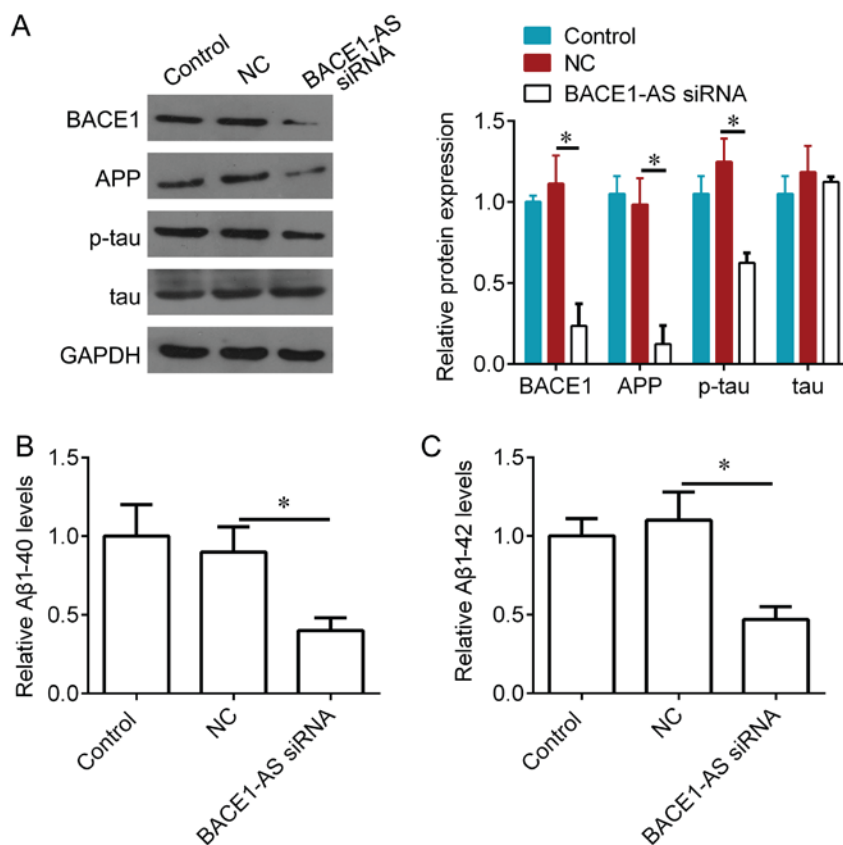 A
Control
NC
BACE1-AS
siRNA
BACE1
APP
p-tau
tau
GAPDH
Control
NC
BACE1-AS siRNA
Relative protein expression
1.5
1.0
0.5
0.0
*
*
*
BACE1
APP
p-tau
tau
B
Relative Aβ1-40 levels
1.5
1.0
0.5
0.0
*
Control
NC
BACE1-AS siRNA
C
Relative Aβ1-42 levels
1.5
1.0
0.5
0.0
*
Control
NC
BACE1-AS siRNA